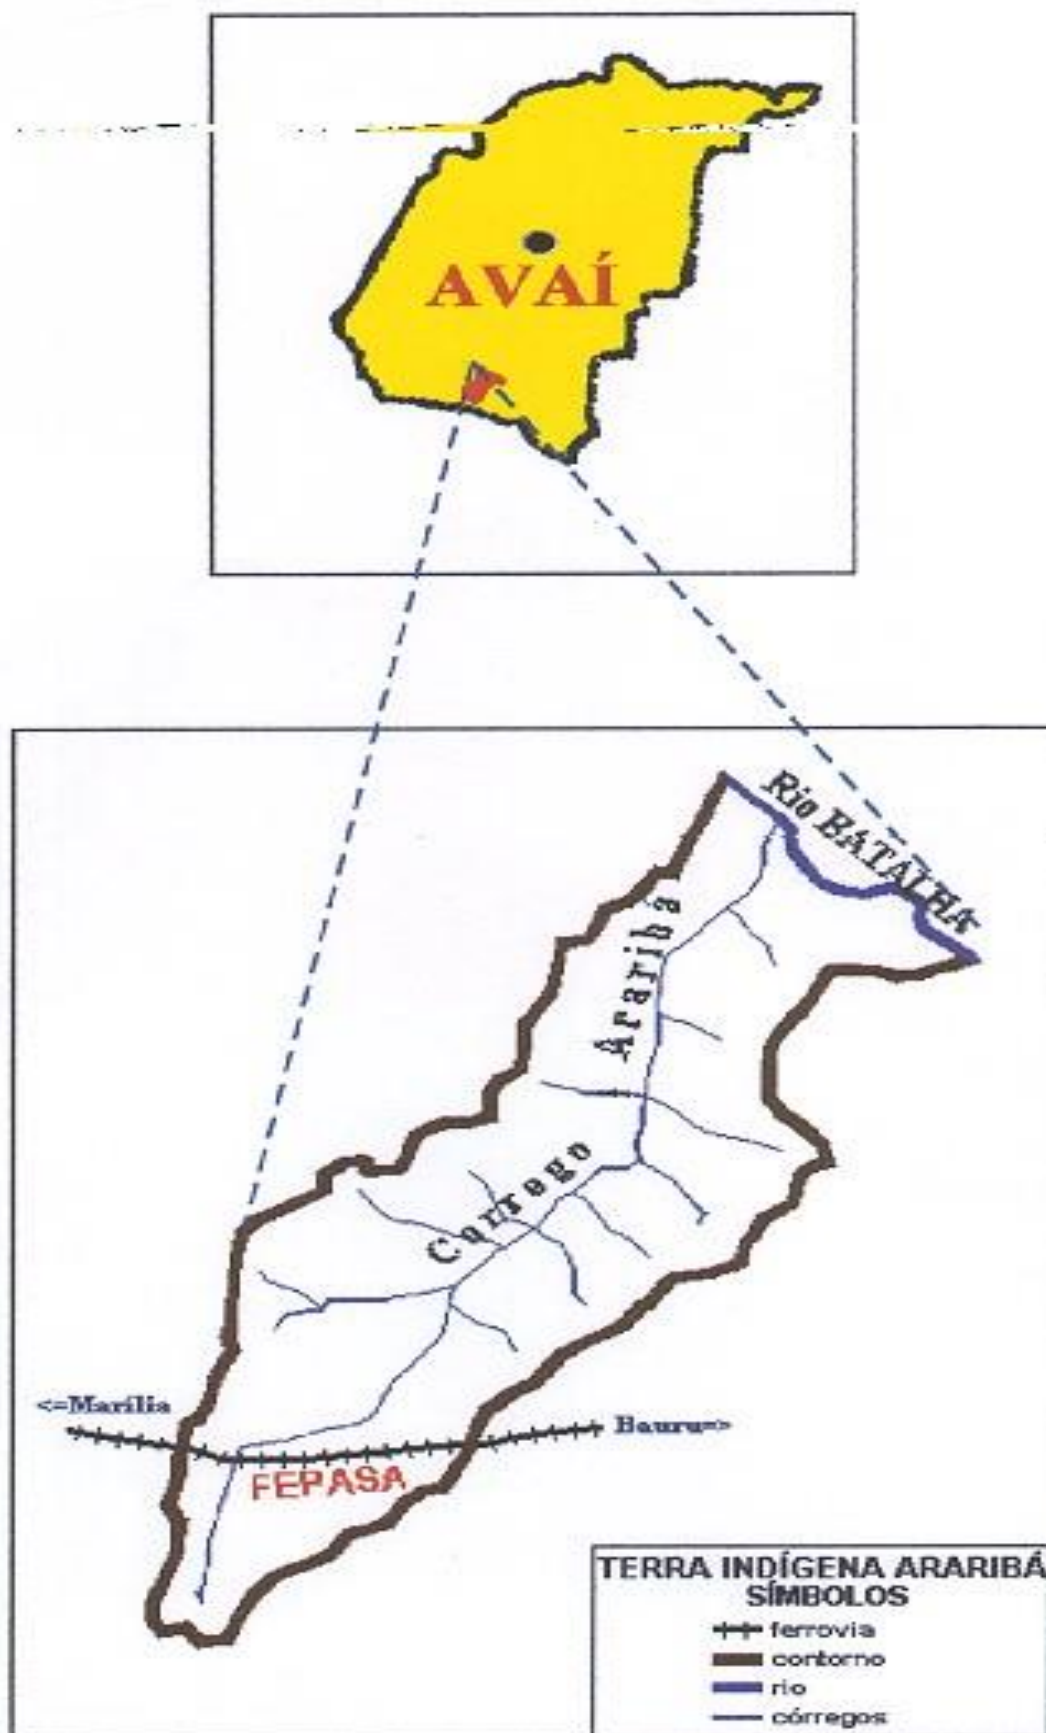 AVAÍ
Rio BATALHA
Córrego Araribá
<=Marília
Bauru=>
FEPASA
TERRA INDÍGENA ARARIBÁ
SÍMBOLOS
ferrovia
contorno
rio
córregos